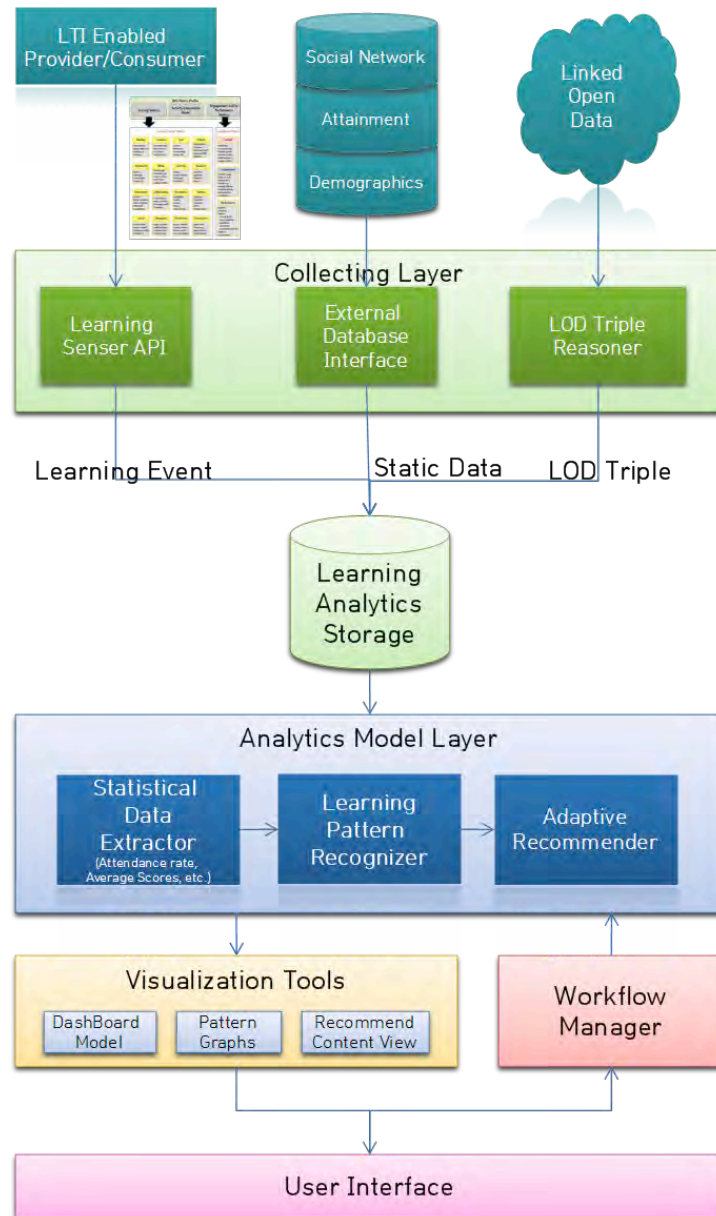 LTI Enabled
Provider/Consumer
Social Network
Attainment
Demographics
Linked
Open
Data
Collecting Layer
Learning
Senser API
External
Database
Interface
LOD Triple
Reasoner
Learning Event
Static Data
LOD Triple
Learning
Analytics
Storage
Analytics Model Layer
Statistical
Data
Extractor
(Attendance rate,
Average Scores, etc.)
Learning
Pattern
Recognizer
Adaptive
Recommender
Visualization Tools
DashBoard
Model
Pattern
Graphs
Recommend
Content View
Workflow
Manager
User Interface